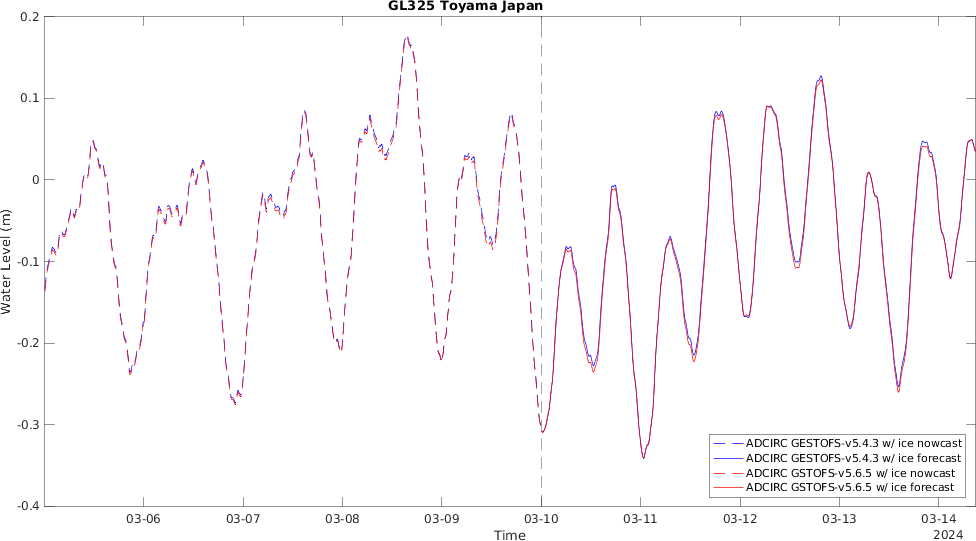 GL325 Toyama Japan
0.2
0.1
0
-0.1
-0.2
-0.3
-0.4
Water Level (m)
03-06 03-07 03-08 03-09 03-10 03-11 03-12 03-13 03-14
Time
2024
ADCIRC GESTOFS-v5.4.3 w/ ice nowcast
ADCIRC GESTOFS-v5.4.3 w/ ice forecast
ADCIRC GSTOFS-v5.6.5 w/ ice nowcast
ADCIRC GSTOFS-v5.6.5 w/ ice forecast